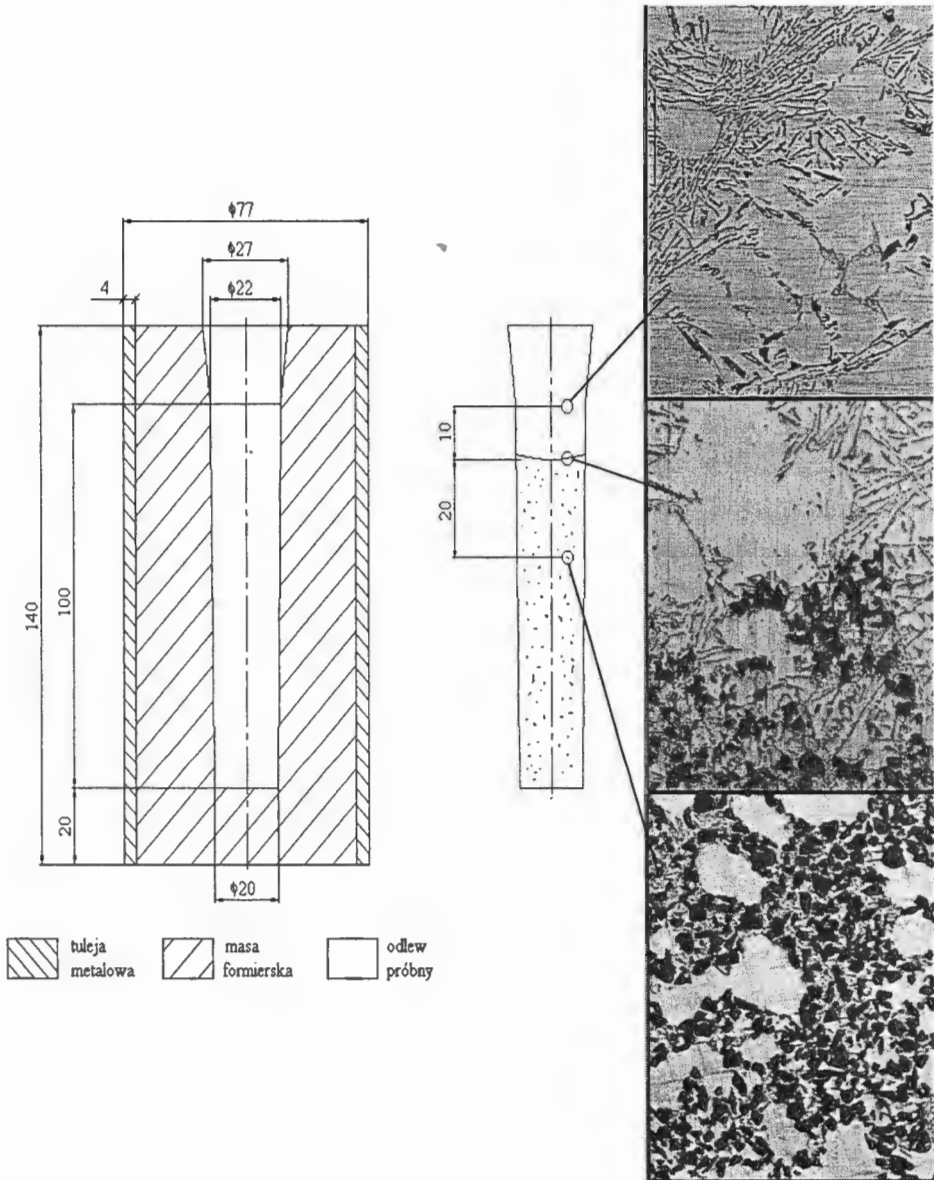 ϕ77
ϕ27
ϕ22
4
10
20
100
140
20
ϕ20
tuleja
metalowa
masa
formierska
odlew
próbny